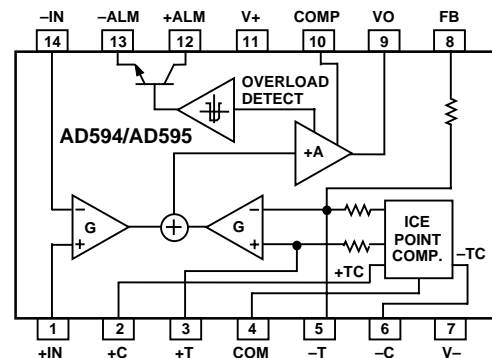 –IN –ALM +ALM V+ COMP VO FB
14 13 12 11 10 9 8
OVERLOAD
DETECT
AD594/AD595
+A
– –
G + G
+ +
ICE
POINT
COMP.
–TC
+TC
1 2 3 4 5 6 7
+IN +C +T COM –T –C V–